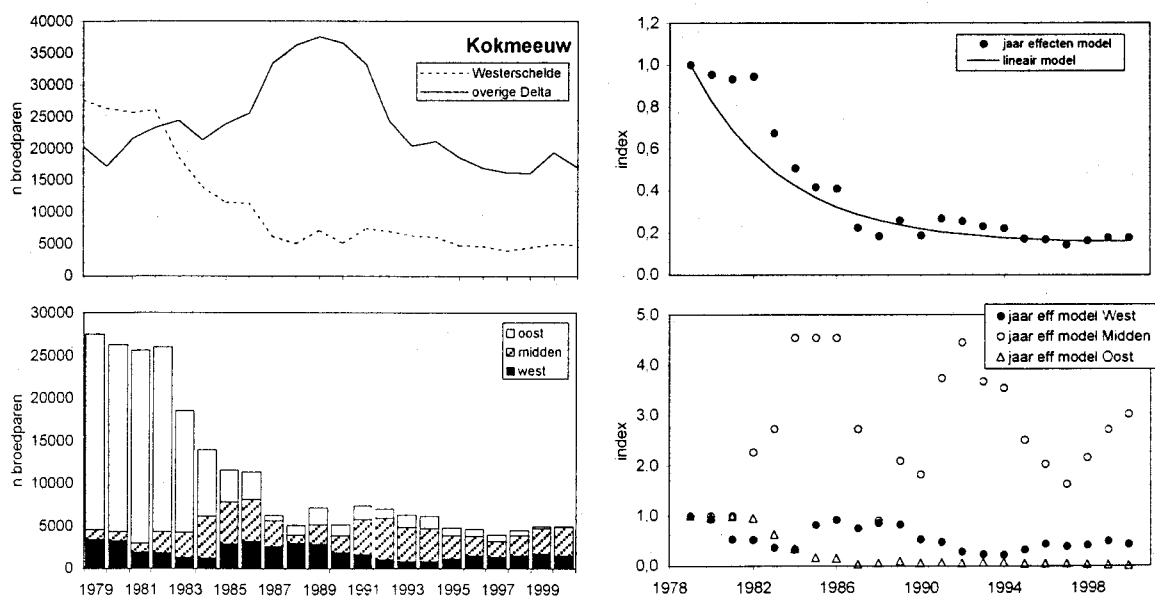 Kokmeeuw
Westerschelde
overige Delta
n broedparen
40000
35000
30000
25000
20000
15000
10000
5000
0
jaar effecten model
lineair model
index
1,2
1,0
0,8
0,6
0,4
0,2
0,0
oost
midden
west
n broedparen
30000
25000
20000
15000
10000
5000
0
1979 1981 1983 1985 1987 1989 1991 1993 1995 1997 1999
jaar eff model West
jaar eff model Midden
jaar eff model Oost
index
5.0
4.0
3.0
2.0
1.0
0,0
1978 1982 1986 1990 1994 1998